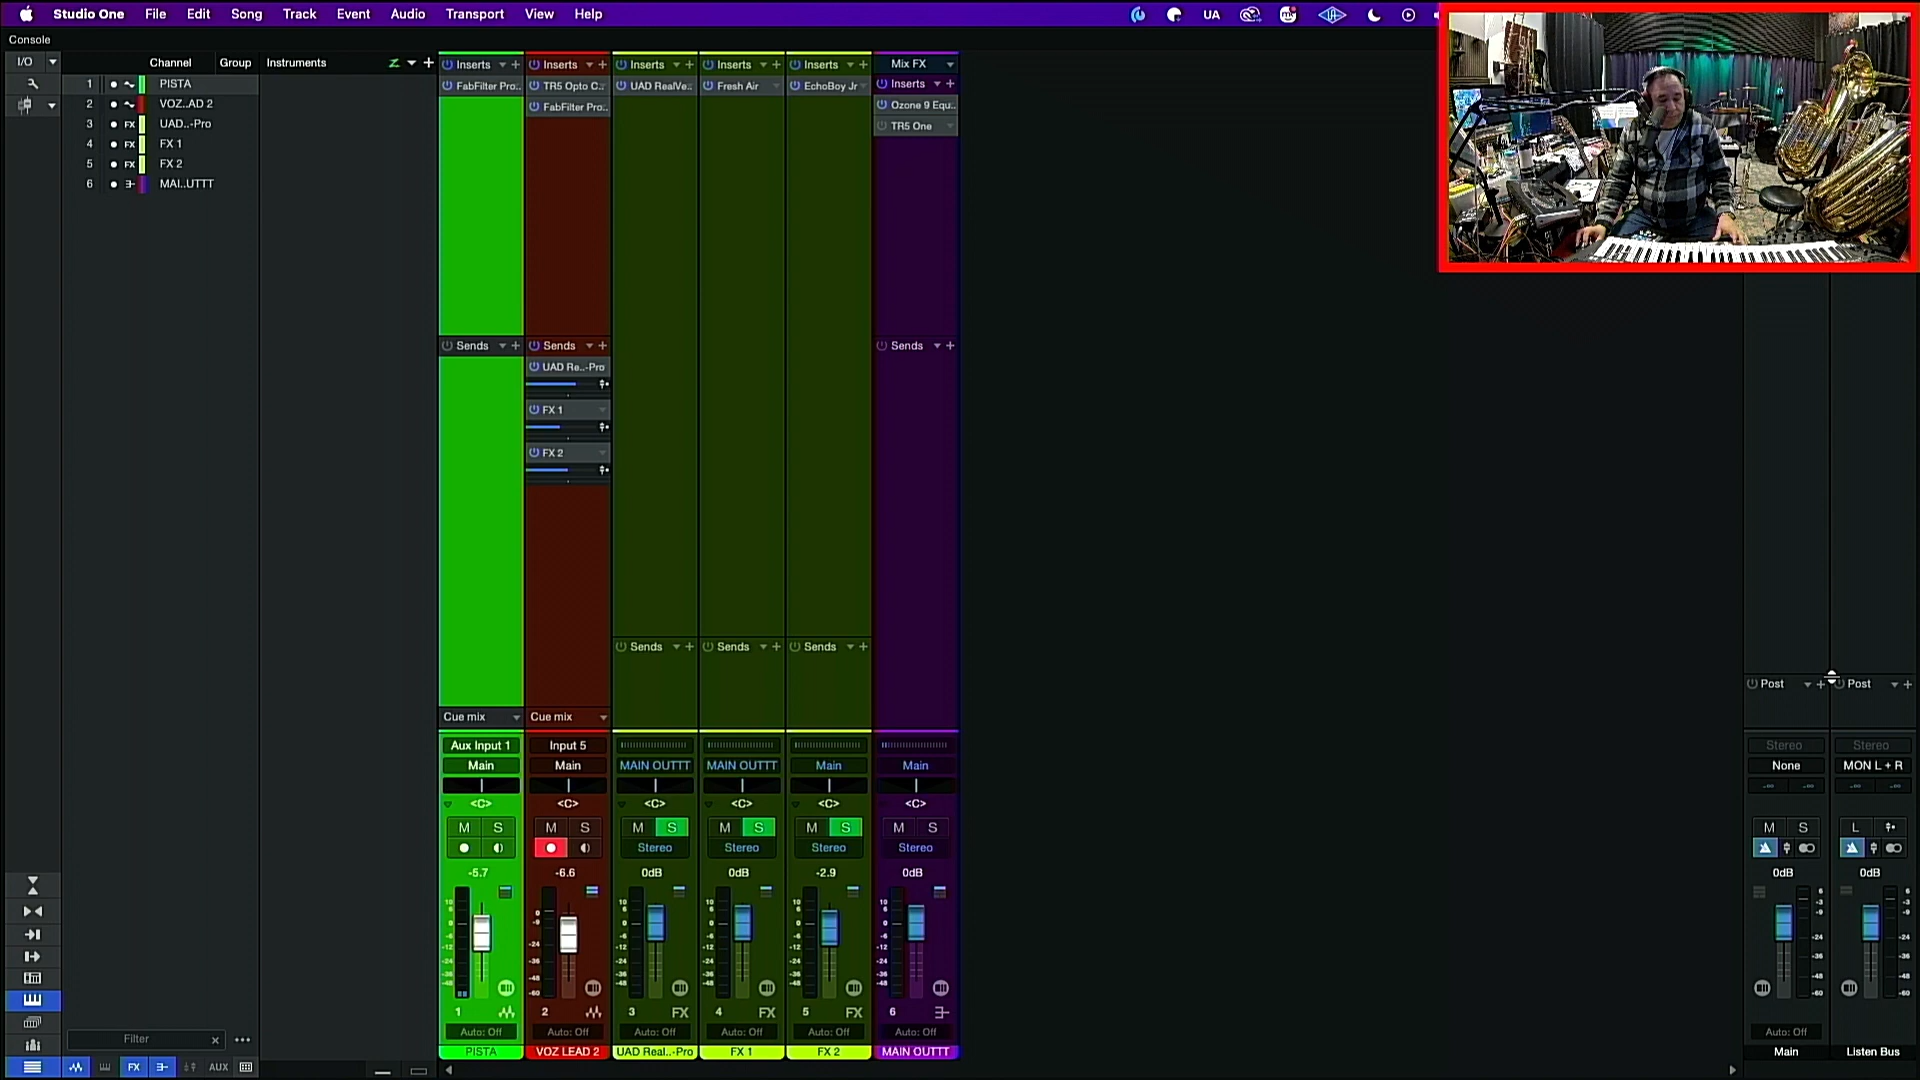 Studio One File Edit Song Track Event Audio Transport View Help
UA
Console
I/O Channel Group Instruments
1 PISTA
2 VOZ..AD 2
3 FX UAD..-Pro
4 FX FX 1
5 FX FX 2
6 MAI..UTTT
Inserts Inserts Inserts Inserts Inserts Mix FX
FabFilter Pro.. TR5 Opto C.. UAD RealVe.. Fresh Air EchoBoy Jr Inserts
FabFilter Pro.. Ozone 9 Equ..
TR5 One
Sends Sends Sends
UAD Re..-Pro
FX 1
FX 2
Sends Sends Sends
Post Post
Cue mix Cue mix
Aux Input 1 Input 5 Stereo Stereo
Main Main MAIN OUTTT MAIN OUTTT Main Main None MON L + R
<C> <C> <C> <C> <C> <C> -∞ -∞ -∞ -∞
M S M S M S M S M S M S M S L
Stereo Stereo Stereo Stereo
-5.7 -6.6 0dB 0dB -2.9 0dB 0dB 0dB
1 2 3 FX 4 FX 5 FX 6
Auto: Off Auto: Off Auto: Off Auto: Off Auto: Off Auto: Off Auto: Off
PISTA VOZ LEAD 2 UAD Real..-Pro FX 1 FX 2 MAIN OUTTT Main Listen Bus
Filter x
FX AUX